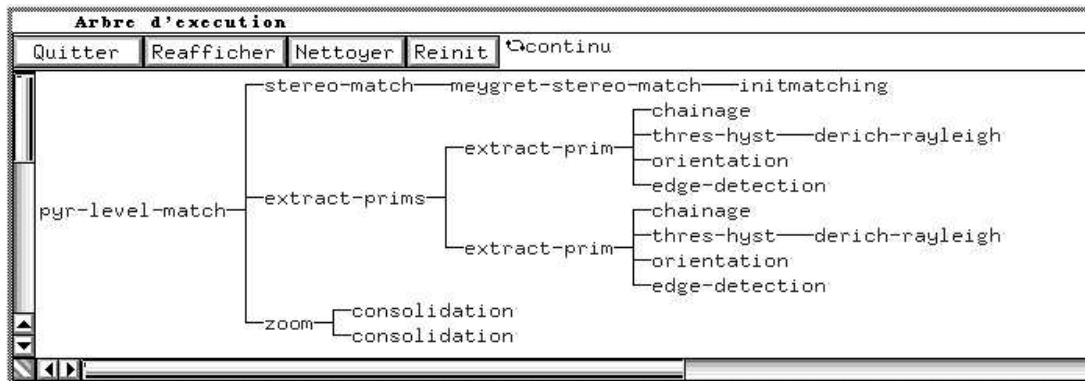 Arbre d'execution
Quitter Reafficher Nettoyer Reinit continu
stereo-match meygret-stereo-match initmatching
chainage
thres-hyst derich-rayleigh
extract-prim
orientation
edge-detection
pyr-level-match extract-prims
chainage
thres-hyst derich-rayleigh
extract-prim
orientation
edge-detection
consolidation
zoom
consolidation